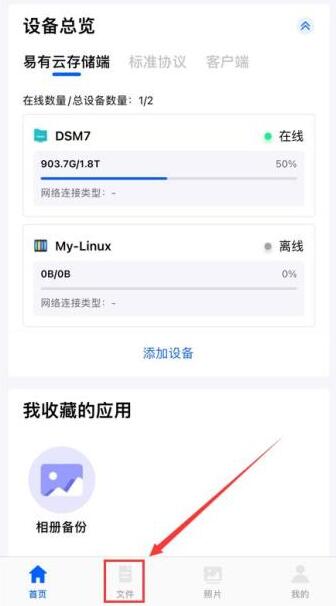 设备总览
易有云存储端 标准协议 客户端
在线数量/总设备数量：1/2
DSM7 在线
903.7G/1.8T 50%
网络连接类型：-
My-Linux 离线
0B/0B 0%
网络连接类型：-
添加设备
我收藏的应用
相册备份
首页 文件 照片 我的